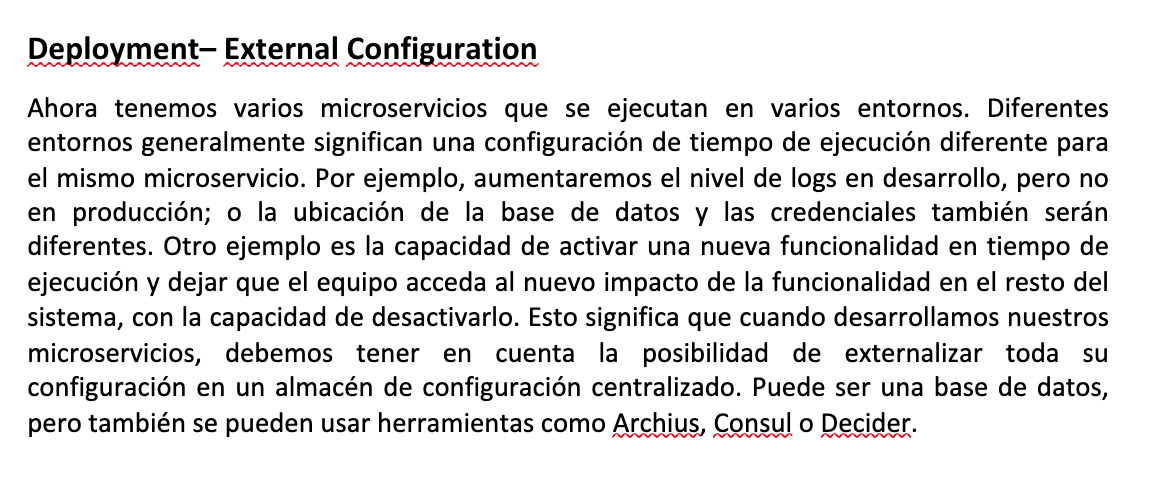 Deployment– External Configuration
Ahora tenemos varios microservicios que se ejecutan en varios entornos. Diferentes
entornos generalmente significan una configuración de tiempo de ejecución diferente para
el mismo microservicio. Por ejemplo, aumentaremos el nivel de logs en desarrollo, pero no
en producción; o la ubicación de la base de datos y las credenciales también serán
diferentes. Otro ejemplo es la capacidad de activar una nueva funcionalidad en tiempo de
ejecución y dejar que el equipo acceda al nuevo impacto de la funcionalidad en el resto del
sistema, con la capacidad de desactivarlo. Esto significa que cuando desarrollamos nuestros
microservicios, debemos tener en cuenta la posibilidad de externalizar toda su
configuración en un almacén de configuración centralizado. Puede ser una base de datos,
pero también se pueden usar herramientas como Archius, Consul o Decider.